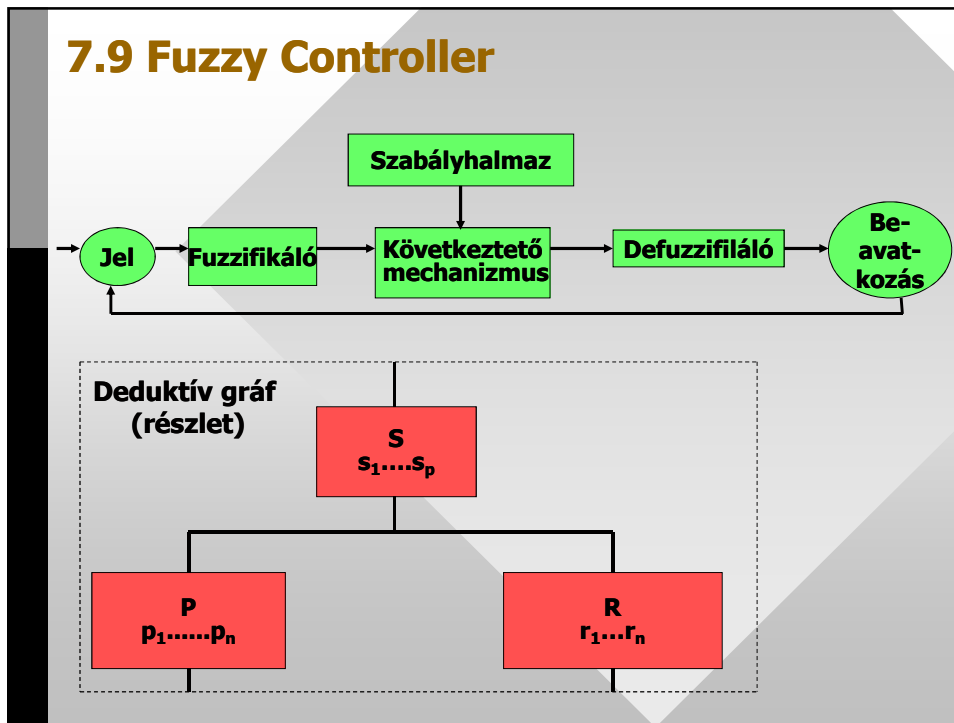 7.9 Fuzzy Controller
Szabályhalmaz
Jel
Fuzzifikáló
Következtető
mechanizmus
Defuzzifiláló
Be-
avat-
kozás
Deduktív gráf
(részlet)
S
s₁....sₚ
P
p₁......pₙ
R
r₁...rₙ